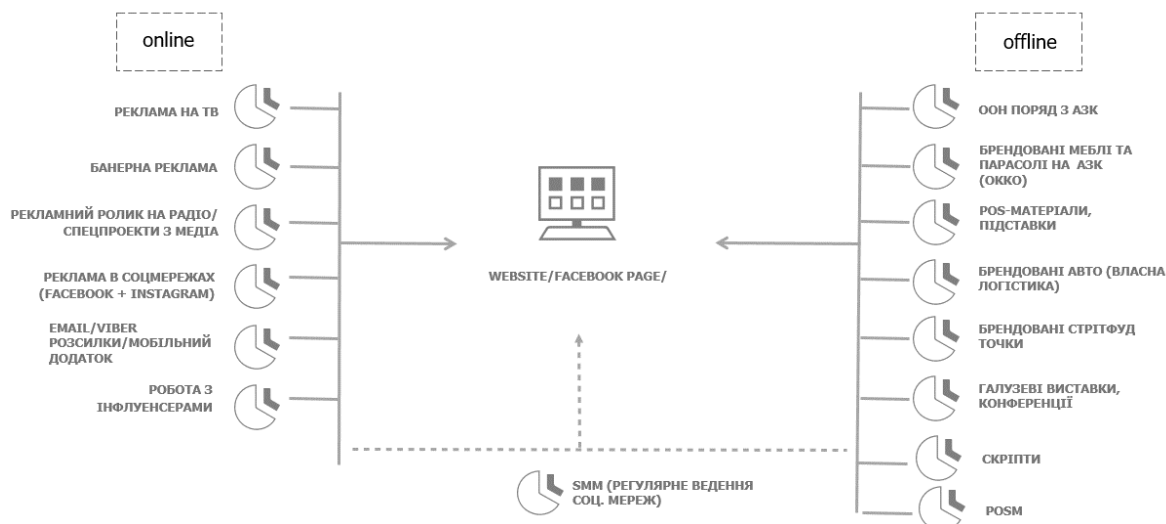 online
РЕКЛАМА НА ТВ
БАНЕРНА РЕКЛАМА
РЕКЛАМНИЙ РОЛИК НА РАДІО/
СПЕЦПРОЕКТИ З МЕДІА
РЕКЛАМА В СОЦМЕРЕЖАХ
(FACEBOOK + INSTAGRAM)
EMAIL/VIBER
РОЗСИЛКИ/МОБІЛЬНИЙ
ДОДАТОК
РОБОТА З
ІНФЛУЕНСЕРАМИ
WEBSITE/FACEBOOK PAGE/
SMM (РЕГУЛЯРНЕ ВЕДЕННЯ
СОЦ. МЕРЕЖ)
offline
ООН ПОРЯД З АЗК
БРЕНДОВАНІ МЕБЛІ ТА
ПАРАСОЛІ НА АЗК
(ОККО)
POS-МАТЕРІАЛИ,
ПІДСТАВКИ
БРЕНДОВАНІ АВТО (ВЛАСНА
ЛОГІСТИКА)
БРЕНДОВАНІ СТРІТФУД
ТОЧКИ
ГАЛУЗЕВІ ВИСТАВКИ,
КОНФЕРЕНЦІЇ
СКРІПТИ
POSM